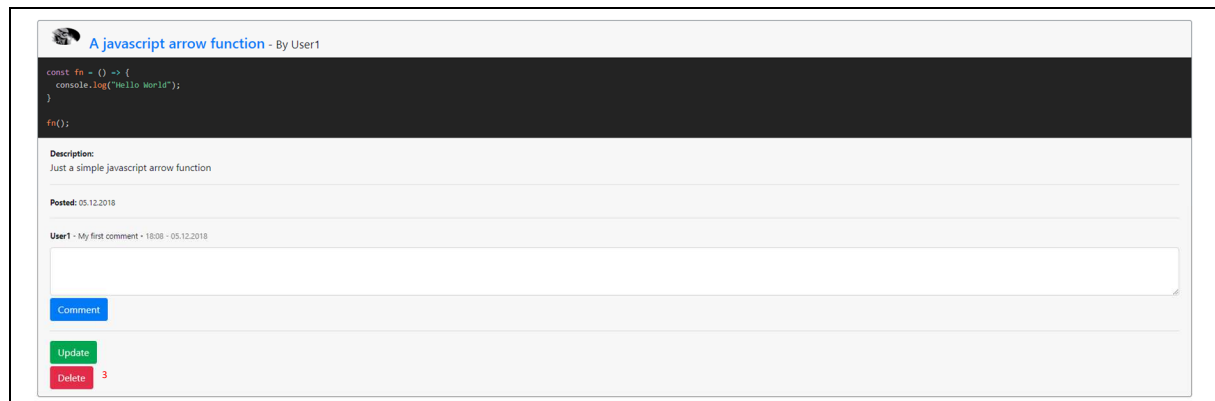 A javascript arrow function - By User1
const fn = () => {
  console.log("Hello World");
}
fn();
Description:
Just a simple javascript arrow function
Posted: 05.12.2018
User1 - My first comment - 18:08 - 05.12.2018
Comment
Update
Delete 3